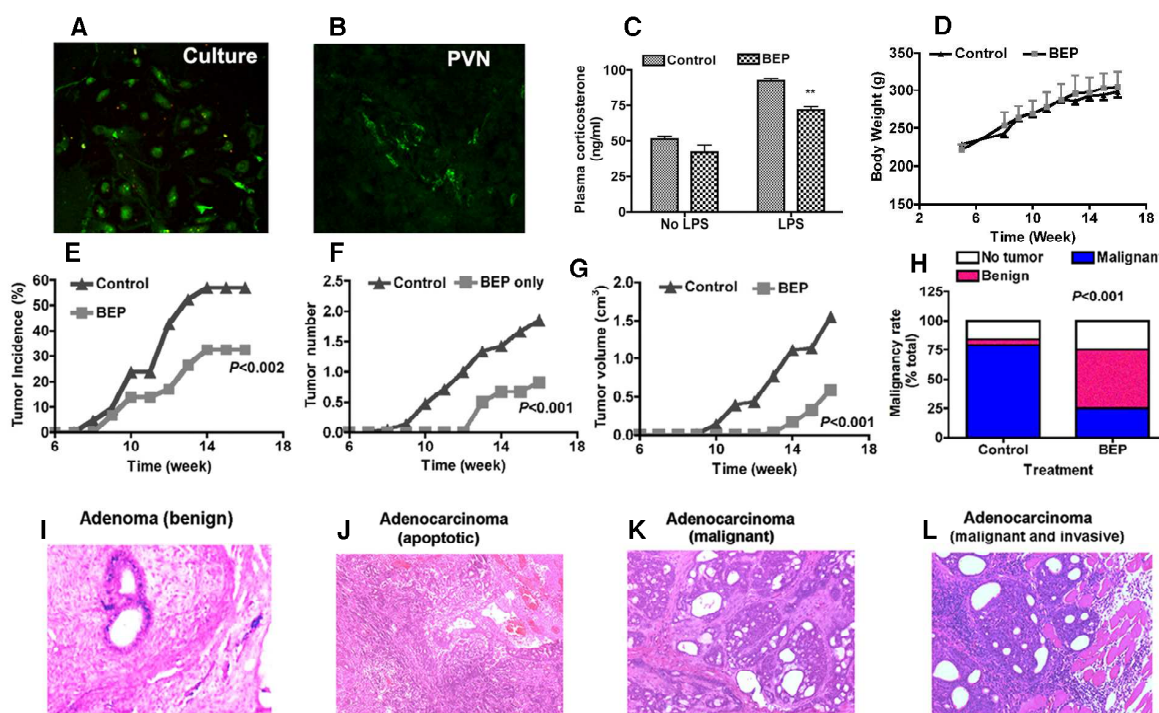 A
Culture
B
PVN
C
Control BEP
Plasma corticosterone
(ng/ml)
100
75
50
25
0
**
No LPS LPS
D
Control BEP
Body Weight (g)
350
300
250
200
150
2 6 10 14 18
Time (Week)
E
Tumor Incidence (%)
60
50
40
30
20
10
0
Control
BEP
P<0.002
6 10 14 18
Time (week)
F
Tumor number
2.5
2.0
1.5
1.0
0.5
0.0
Control BEP only
P<0.001
6 10 14 18
Time (week)
G
Tumor volume (cm3)
2.0
1.5
1.0
0.5
0.0
Control BEP
P<0.001
6 10 14 18
Time (week)
H
No tumor Malignant
Benign
P<0.001
Malignancy rate
(% total)
125
100
75
50
25
0
Control BEP
Treatment
I
Adenoma (benign)
J
Adenocarcinoma
(apoptotic)
K
Adenocarcinoma
(malignant)
L
Adenocarcinoma
(malignant and invasive)